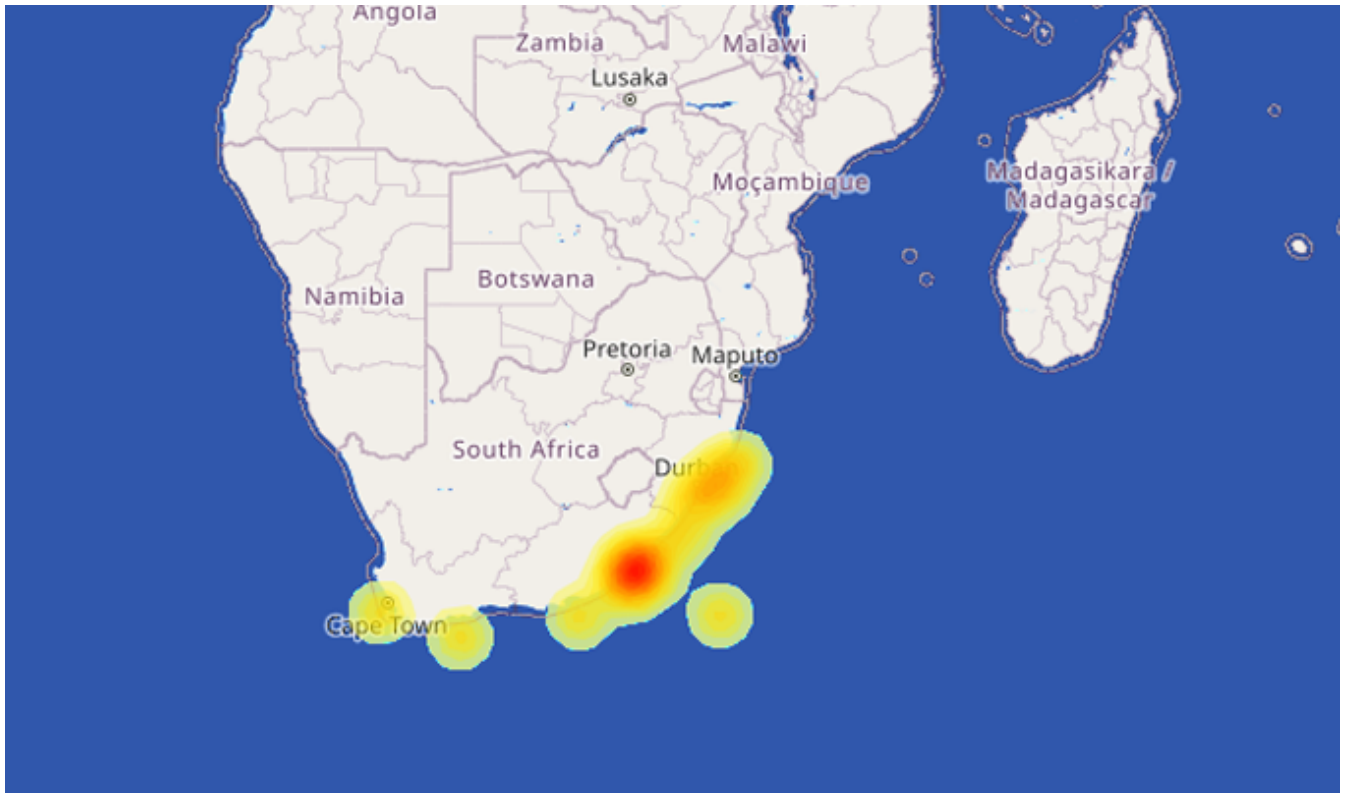 Angola
Zambia
Malawi
Lusaka
Moçambique
Madagasikara /
Madagascar
Botswana
Namibia
Pretoria
Maputo
South Africa
Durban
Cape Town